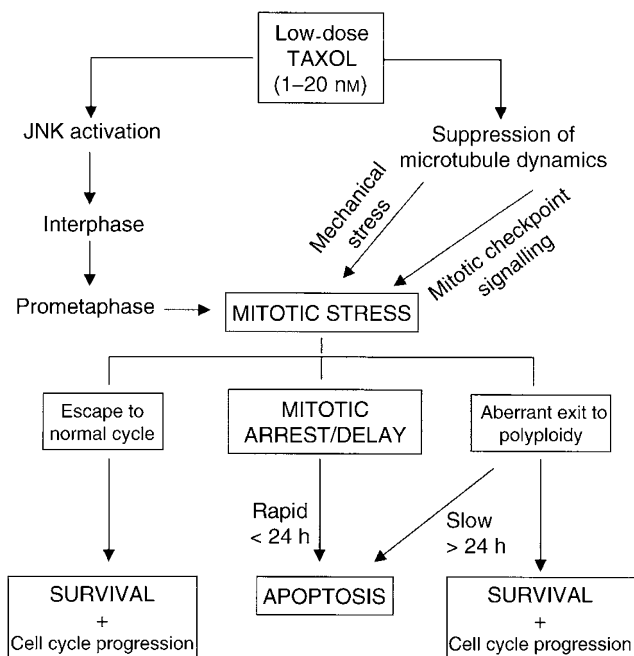 Low-dose
TAXOL
(1–20 nM)
JNK activation
Suppression of
microtubule dynamics
Interphase
Mechanical
stress
Mitotic checkpoint
signalling
Prometaphase
MITOTIC STRESS
Escape to
normal cycle
MITOTIC
ARREST/DELAY
Aberrant exit to
polyploidy
Rapid
< 24 h
Slow
> 24 h
SURVIVAL
+
Cell cycle progression
APOPTOSIS
SURVIVAL
+
Cell cycle progression